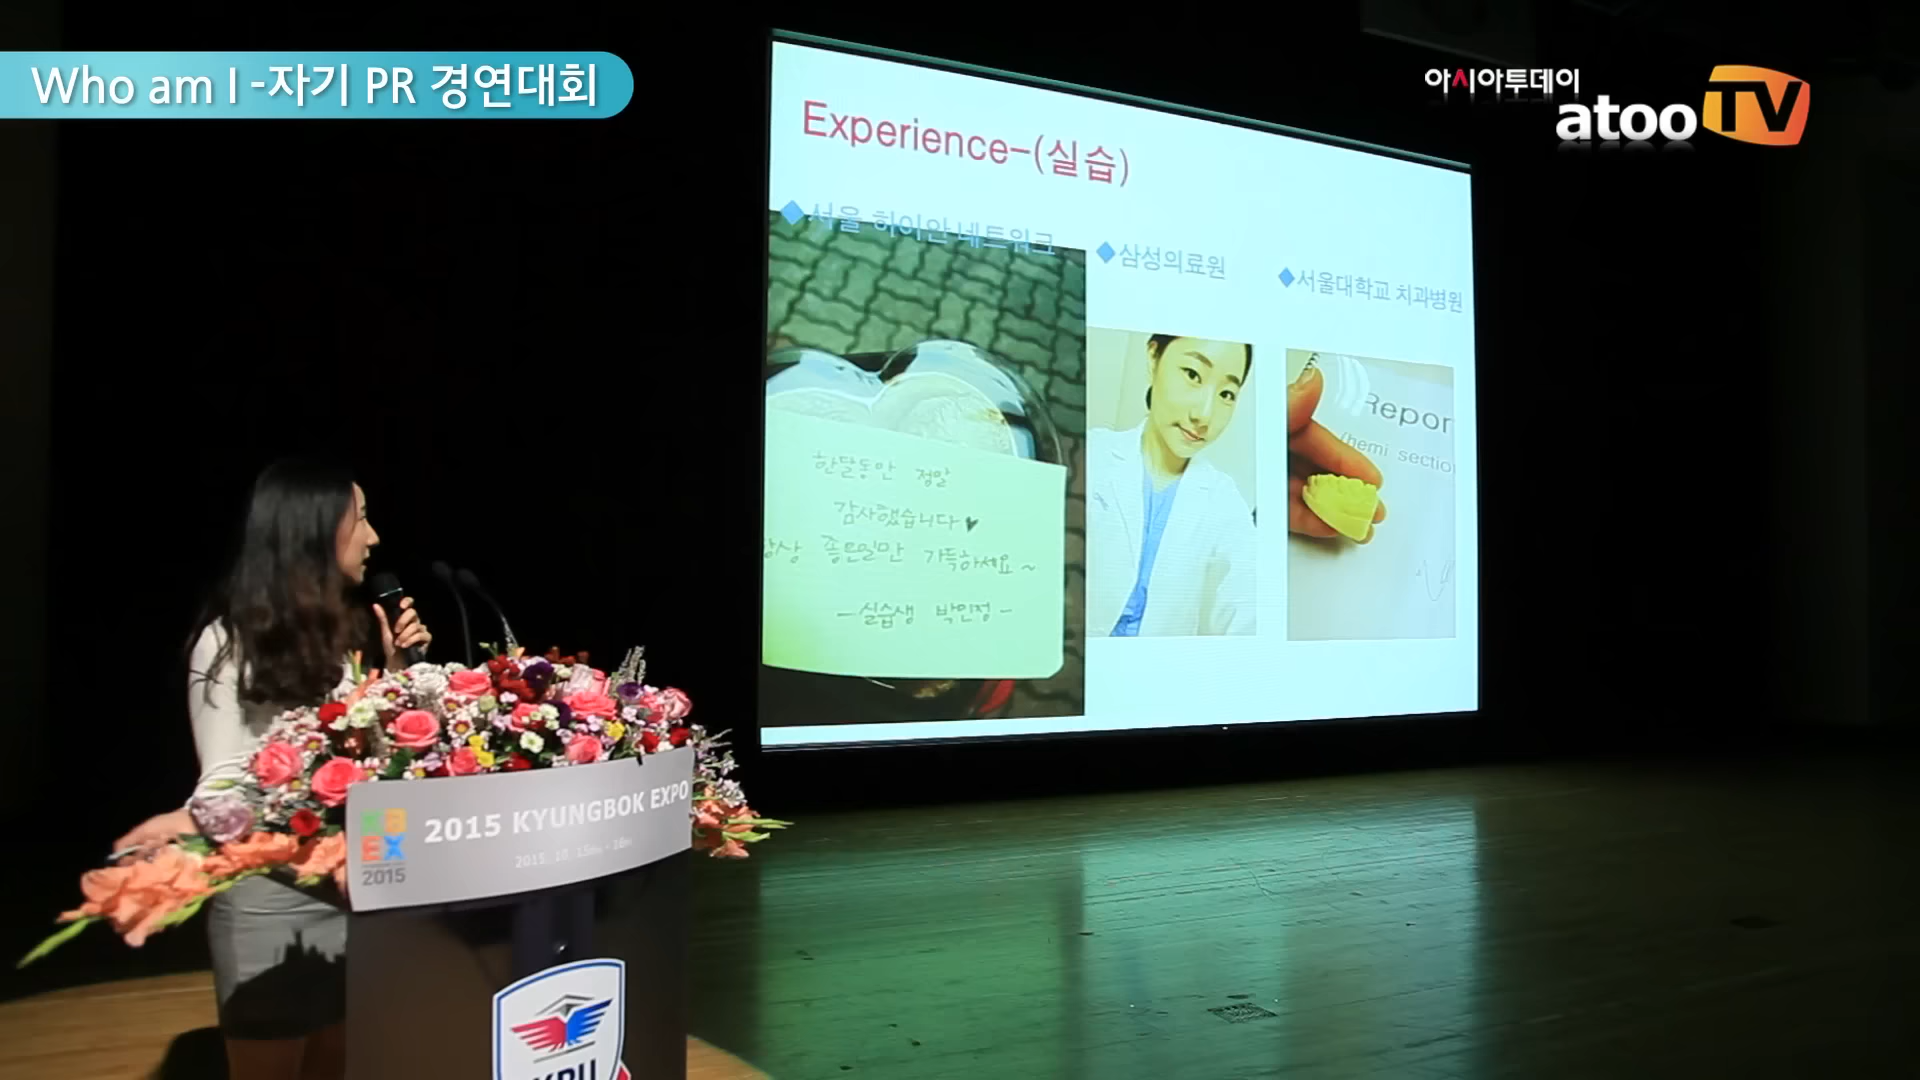 Who am I -자기 PR 경연대회
아시아투데이
atooTV
Experience-(실습)
◆서울 하이안 네트워크
◆삼성의료원
◆서울대학교 치과병원
한달동안 정말
감사했습니다♥
항상 좋은일만 가득하세요~
-실습생 박민정-
Repor
(hemi sectio
EX
2015
2015 KYUNGBOK EXPO
KBU